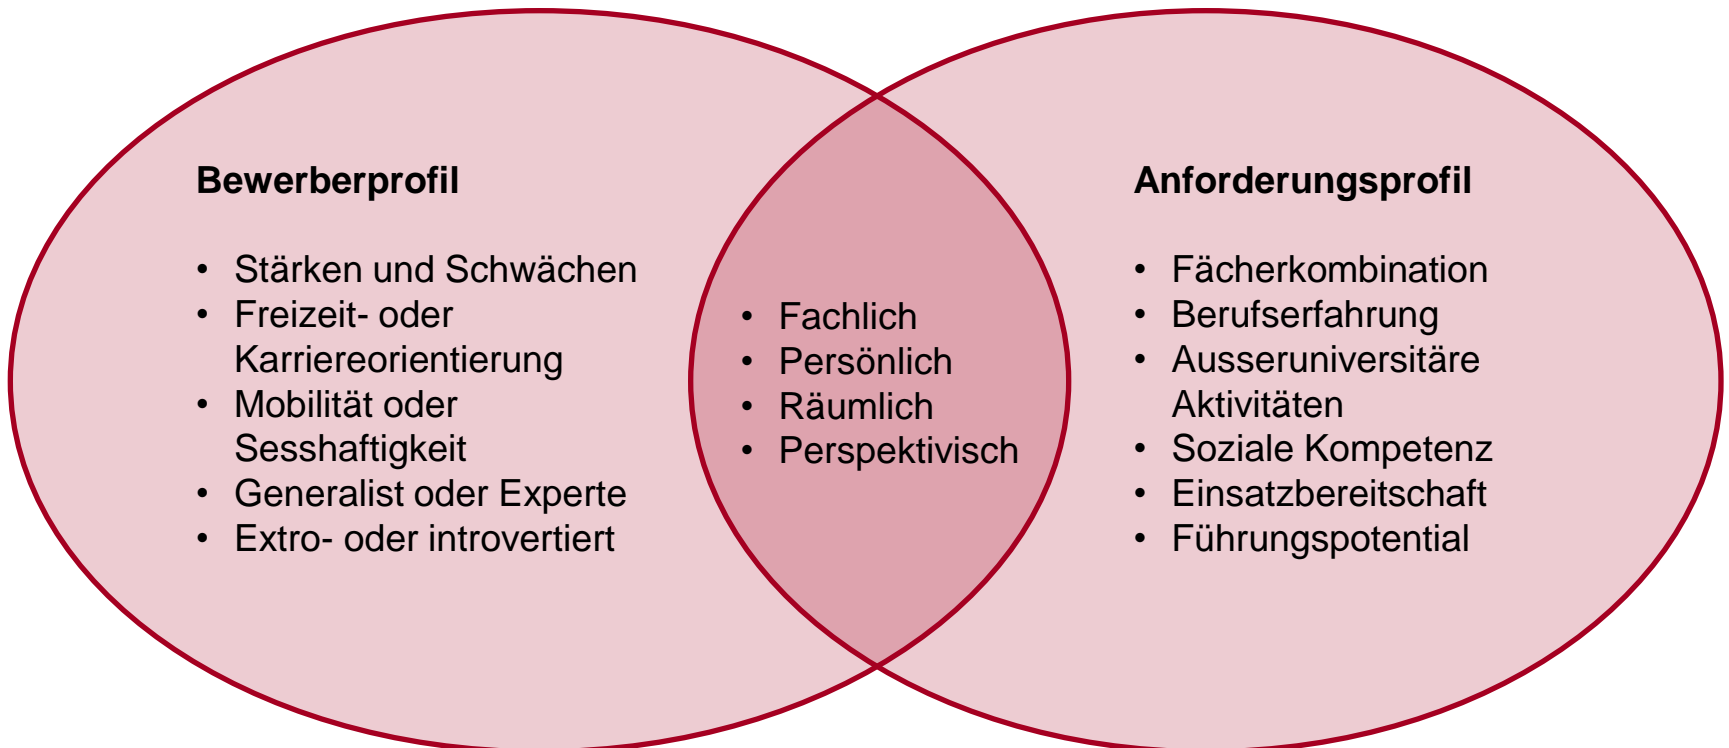 Bewerberprofil
• Stärken und Schwächen
• Freizeit- oder
Karriereorientierung
• Mobilität oder
Sesshaftigkeit
• Generalist oder Experte
• Extro- oder introvertiert
• Fachlich
• Persönlich
• Räumlich
• Perspektivisch
Anforderungsprofil
• Fächerkombination
• Berufserfahrung
• Ausseruniversitäre
Aktivitäten
• Soziale Kompetenz
• Einsatzbereitschaft
• Führungspotential